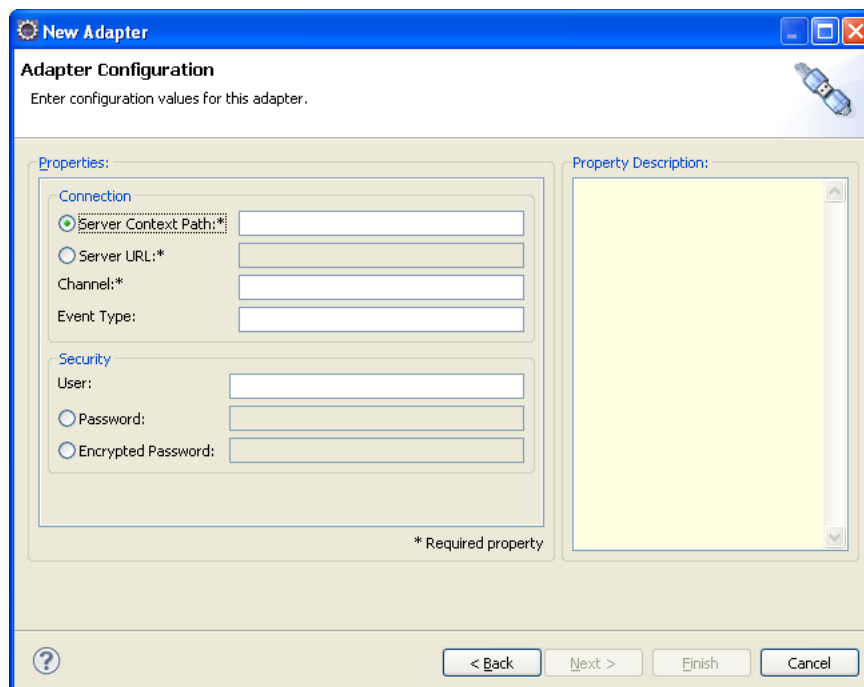 New Adapter
Adapter Configuration
Enter configuration values for this adapter.
Properties:
Connection
Server Context Path:*
Server URL:*
Channel:*
Event Type:
Security
User:
Password:
Encrypted Password:
* Required property
Property Description:
?
< Back
Next >
Finish
Cancel